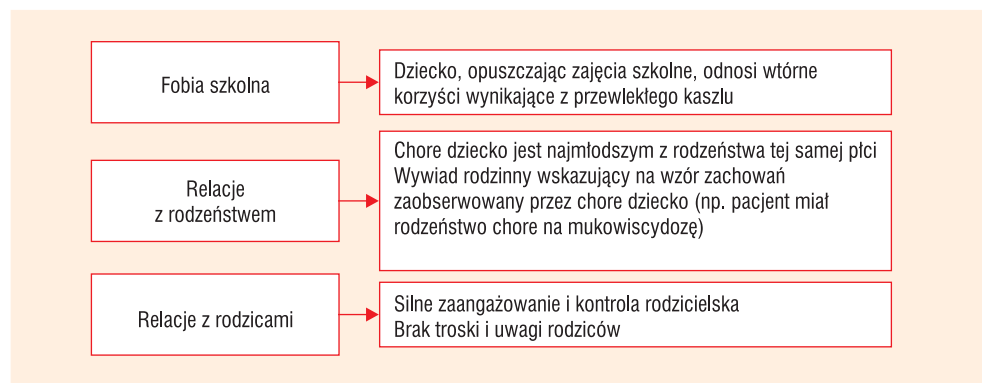 Fobia szkolna
Dziecko, opuszczając zajęcia szkolne, odnosi wtórne
korzyści wynikające z przewlekłego kaszlu
Relacje
z rodzeństwem
Chore dziecko jest najmłodszym z rodzeństwa tej samej płci
Wywiad rodzinny wskazujący na wzór zachowań
zaobserwowany przez chore dziecko (np. pacjent miał
rodzeństwo chore na mukowiscydozę)
Relacje z rodzicami
Silne zaangażowanie i kontrola rodzicielska
Brak troski i uwagi rodziców